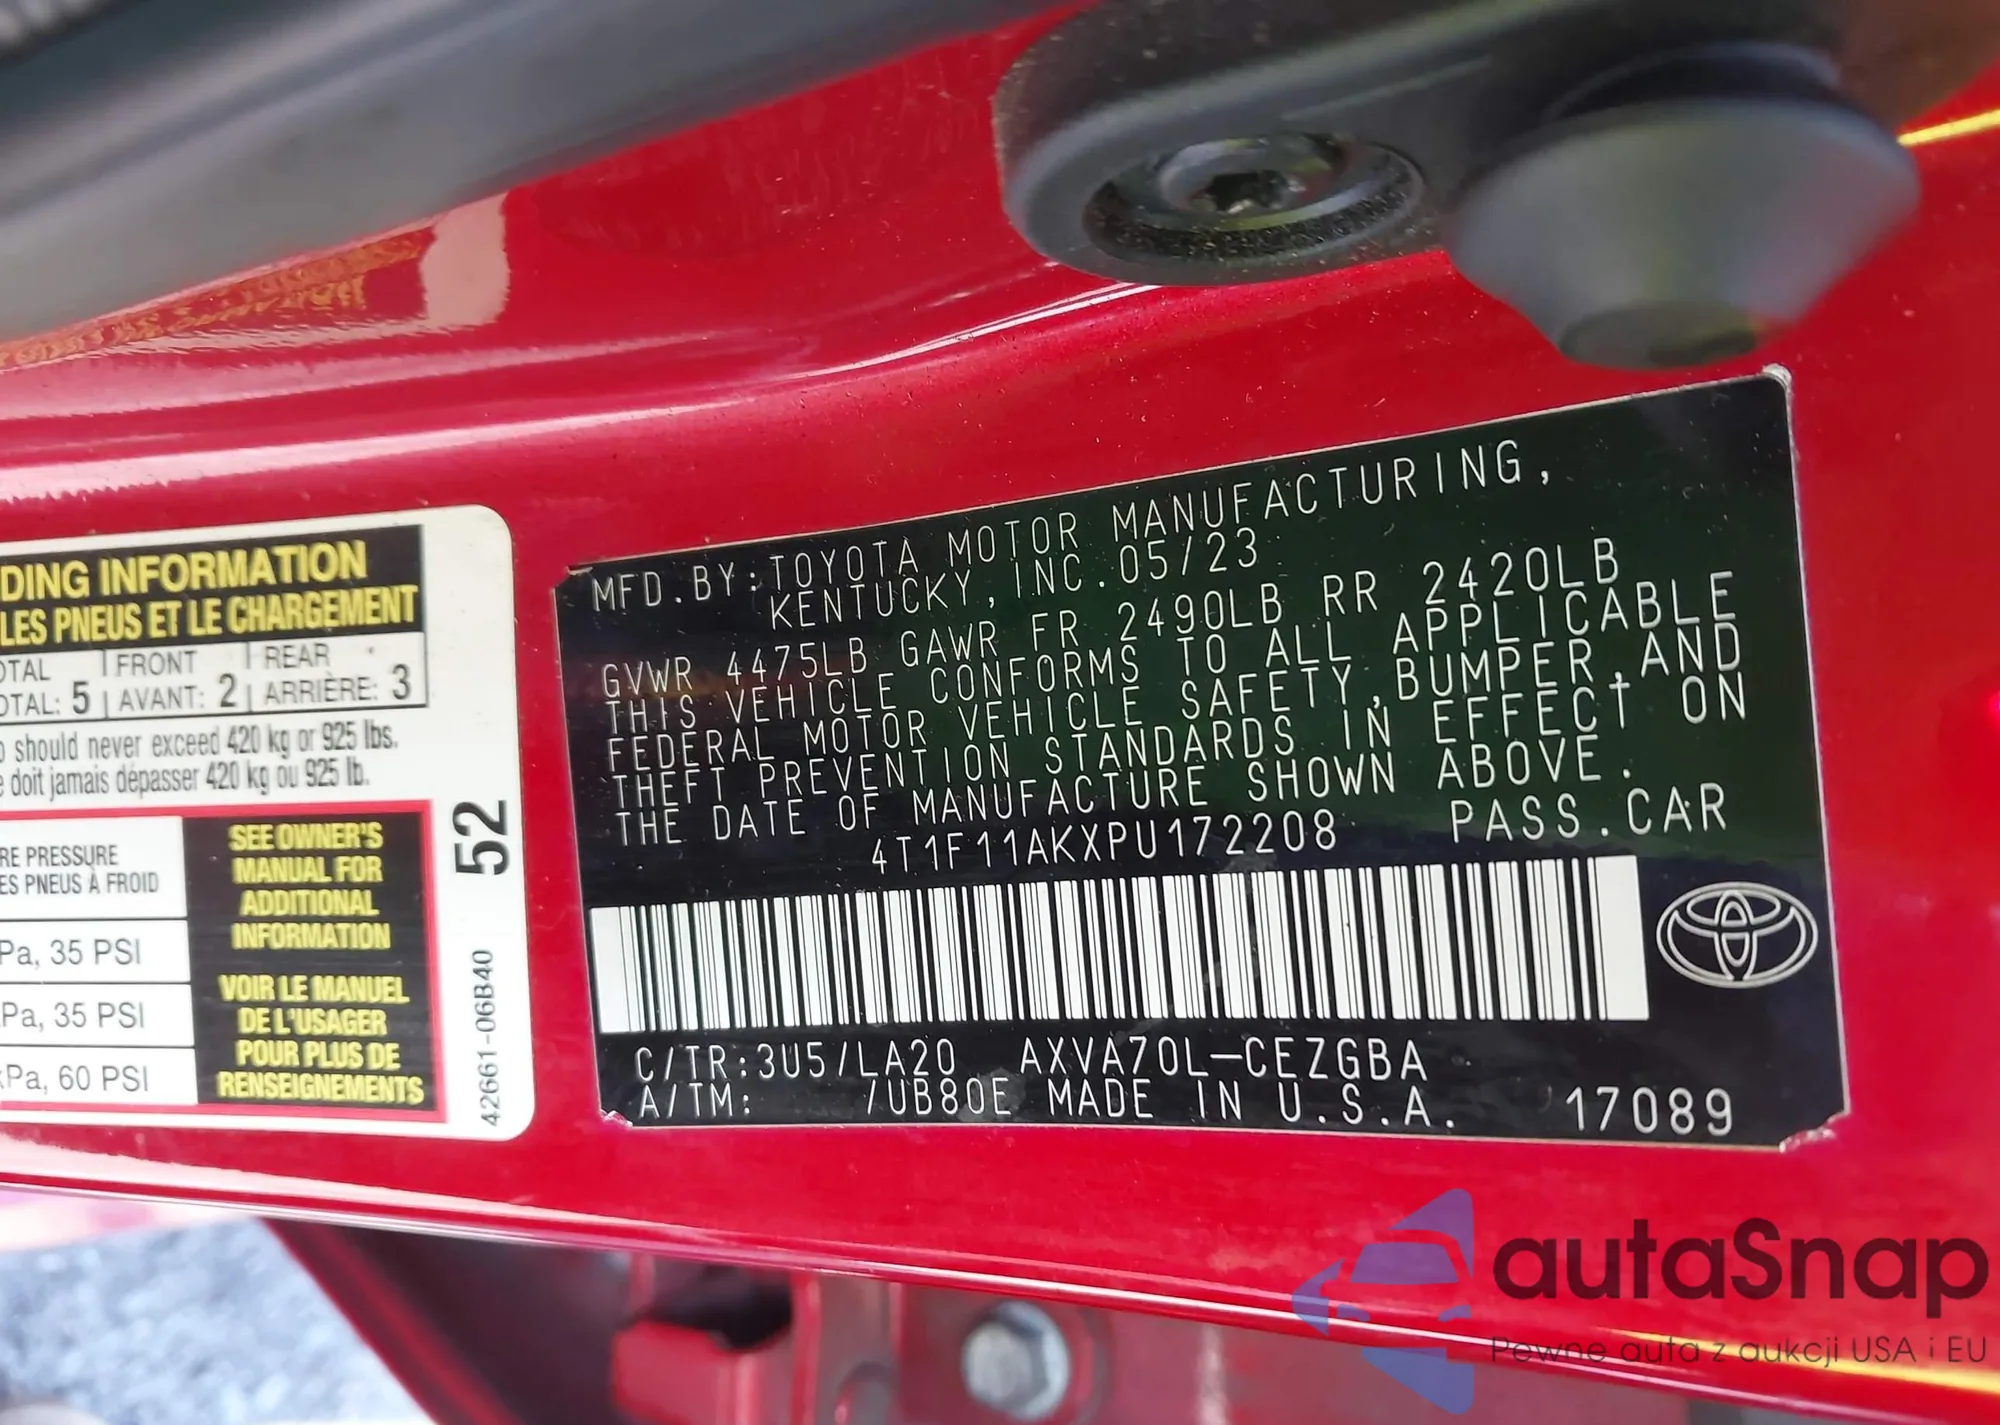 DING INFORMATION
LES PNEUS ET LE CHARGEMENT
OTAL FRONT REAR
OTAL: 5 AVANT: 2 ARRIÈRE: 3
should never exceed 420 kg or 925 lbs.
doit jamais dépasser 420 kg ou 925 lb.
RE PRESSURE
ES PNEUS À FROID
Pa, 35 PSI
Pa, 35 PSI
kPa, 60 PSI
SEE OWNER'S
MANUAL FOR
ADDITIONAL
INFORMATION
VOIR LE MANUEL
DE L'USAGER
POUR PLUS DE
RENSEIGNEMENTS
52
42661-06B40
MFD. BY: TOYOTA MOTOR MANUFACTURING,
KENTUCKY, INC. 05/23
GVWR 4475LB GAWR FR 2490LB RR 2420LB
THIS VEHICLE CONFORMS TO ALL APPLICABLE
FEDERAL MOTOR VEHICLE SAFETY, BUMPER, AND
THEFT PREVENTION STANDARDS IN EFFECT ON
THE DATE OF MANUFACTURE SHOWN ABOVE.
4T1F11AKXPU172208 PASS. CAR
C/TR: 3U5/LA20 AXVA70L-CEZGBA
A/TM: /UB80E MADE IN U.S.A. 17089
autaSnap
Pewne auta z aukcji USA i EU